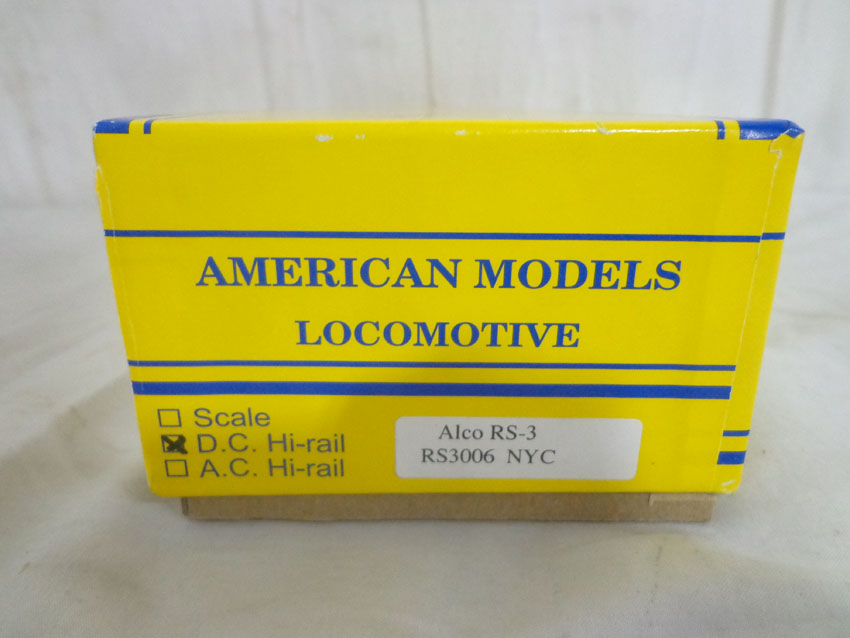 AMERICAN MODELS
LOCOMOTIVE
Scale
D.C. Hi-rail
A.C. Hi-rail
Alco RS-3
RS3006 NYC